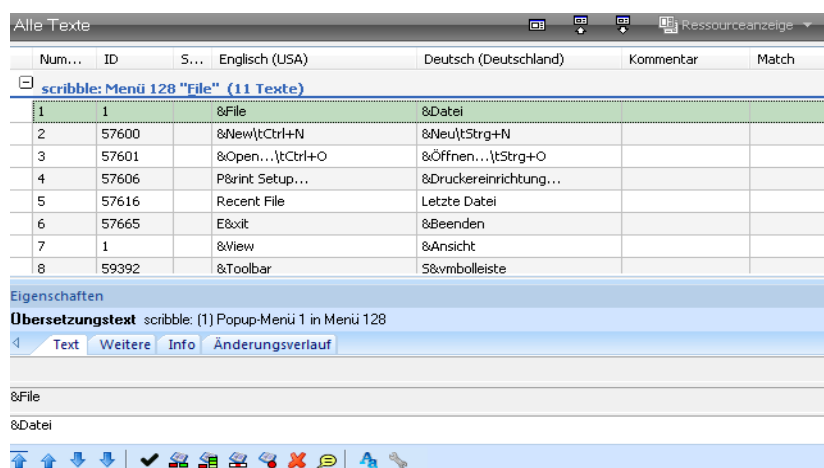 Alle Texte Ressourceanzeige
Num... ID S... Englisch (USA) Deutsch (Deutschland) Kommentar Match
scribble: Menü 128 "File" (11 Texte)
1 1 &File &Datei
2 57600 &New\tCtrl+N &Neu\tStrg+N
3 57601 &Open...\tCtrl+O &Öffnen...\tStrg+O
4 57606 P&rint Setup... &Druckereinrichtung...
5 57616 Recent File Letzte Datei
6 57665 E&xit &Beenden
7 1 &View &Ansicht
8 59392 &Toolbar S&ymbolleiste
Eigenschaften
Übersetzungstext scribble: (1) Popup-Menü 1 in Menü 128
Text Weitere Info Änderungsverlauf
&File
&Datei